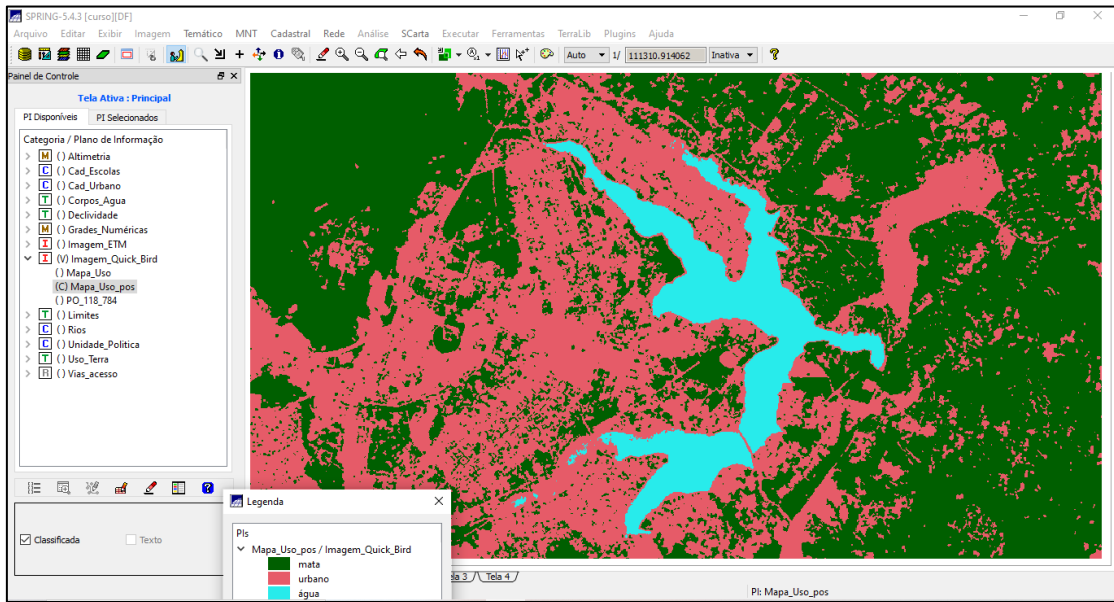 SPRING-5.4.3 [curso][DF]
Arquivo Editar Exibir Imagem Temático MNT Cadastral Rede Análise SCarta Executar Ferramentas TerraLib Plugins Ajuda
Auto 1/ 111310.914062 Inativa
Painel de Controle
Tela Ativa : Principal
PI Disponíveis PI Selecionados
Categoria / Plano de Informação
M () Altimetria
C () Cad_Escolas
C () Cad_Urbano
T () Corpos_Agua
T () Declividade
M () Grades_Numéricas
I () Imagem_ETM
I (V) Imagem_Quick_Bird
() Mapa_Uso
(C) Mapa_Uso_pos
() PO_118_784
T () Limites
C () Rios
C () Unidade_Politica
T () Uso_Terra
R () Vias_acesso
Classificada Texto
Legenda
PIs
Mapa_Uso_pos / Imagem_Quick_Bird
mata
urbano
água
3 Tela 4
PI: Mapa_Uso_pos